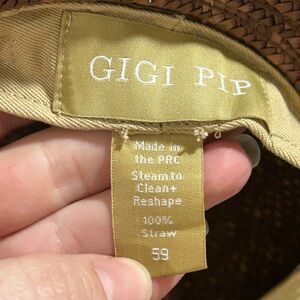 GIGI PIP
Made in
the PRC
Steam to
Clean+
Reshape
100%
Straw
59